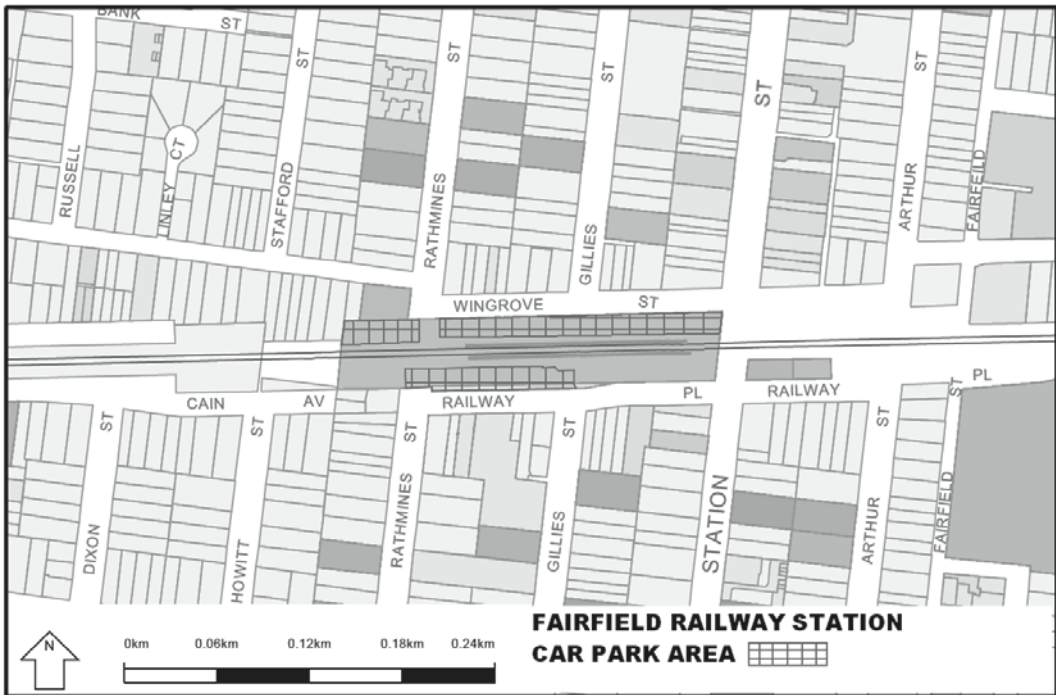 BANK ST
ST
ST
ST
ST
ST
RUSSELL
LINLEY CT
STAFFORD
RATHMINES
GILLIES
ARTHUR
FAIRFEILD
WINGROVE ST
CAIN AV
RAILWAY PL
RAILWAY
PL
ST
ST
ST
ST
ST
ST
DIXON
HOWITT
RATHMINES
GILLIES
STATION
ARTHUR
FAIRFIELD
N
0km 0.06km 0.12km 0.18km 0.24km
FAIRFIELD RAILWAY STATION
CAR PARK AREA